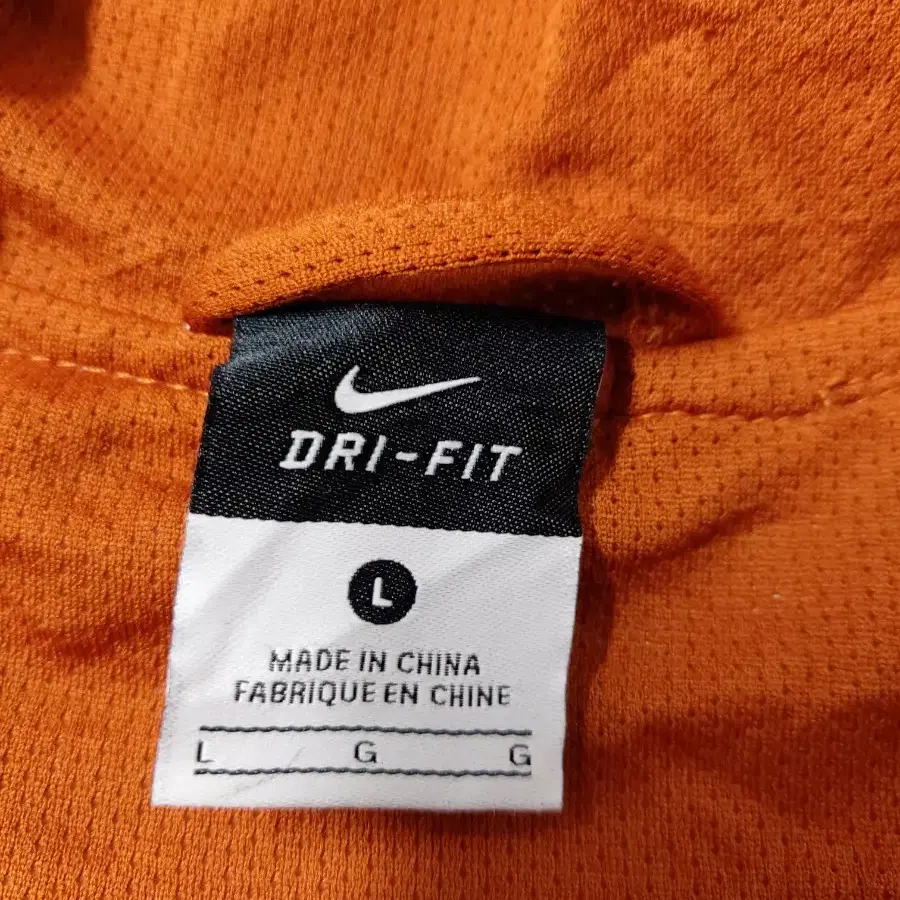 DRI-FIT
L
MADE IN CHINA
FABRIQUE EN CHINE
L G G